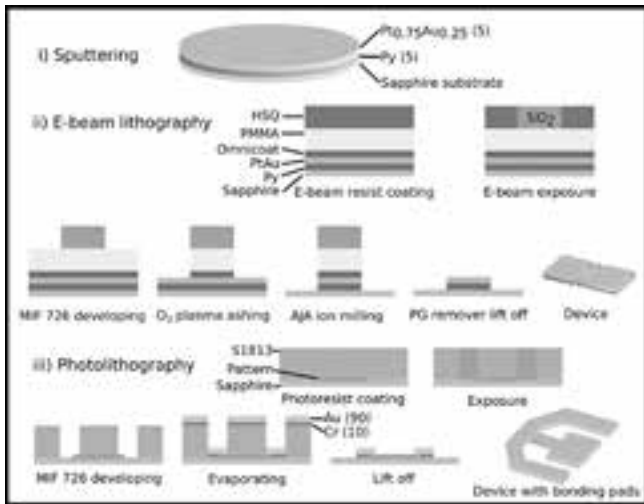 Pt0.75Au0.25 (5)
i) Sputtering
Py (5)
Sapphire substrate
HSQ
ii) E-beam lithography
SiO2
PMMA
Omnicoat
PtAu
Py
Sapphire
E-beam resist coating
E-beam exposure
MIF 726 developing
O2 plasma ashing
AJA ion milling
PG remover lift off
Device
iii) Photolithography
S1813
Pattern
Sapphire
Photoresist coating
Exposure
Au (90)
Cr (10)
MIF 726 developing
Evaporating
Lift off
Device with bonding pads